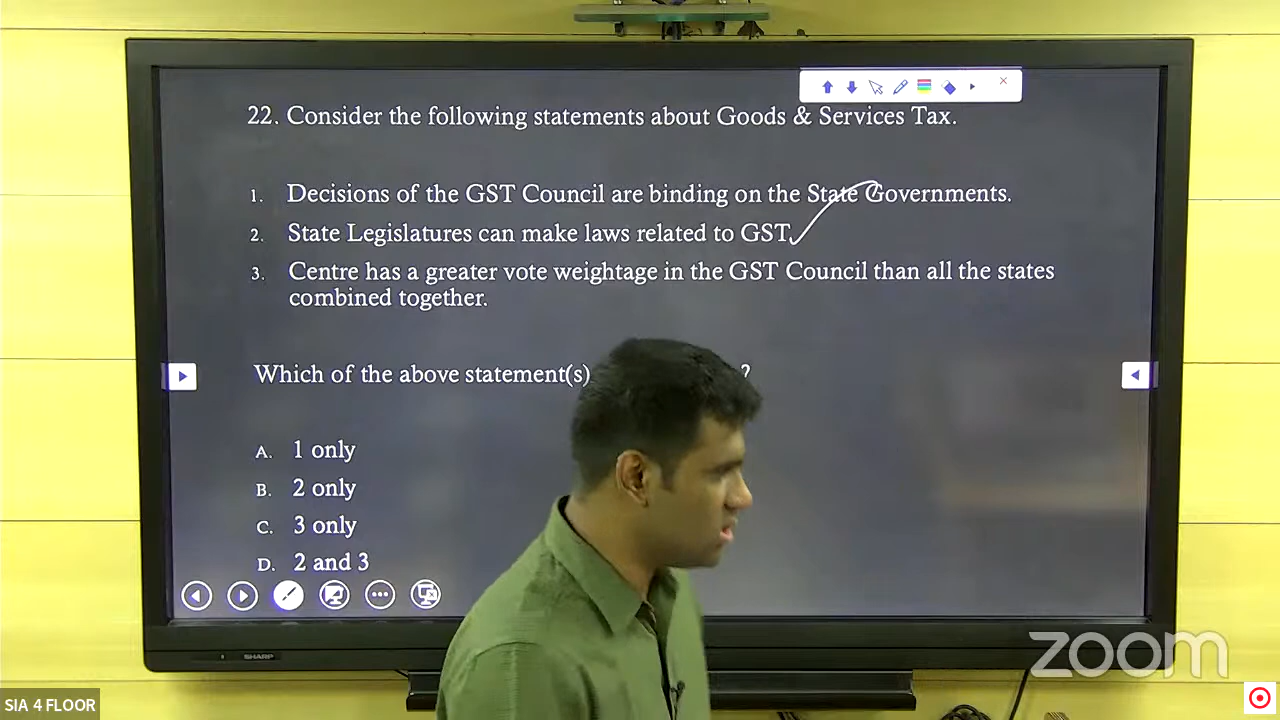 22. Consider the following statements about Goods & Services Tax.
1. Decisions of the GST Council are binding on the State Governments.
2. State Legislatures can make laws related to GST.
3. Centre has a greater vote weightage in the GST Council than all the states
combined together.
Which of the above statement(s) ?
A. 1 only
B. 2 only
C. 3 only
D. 2 and 3
SHARP
zoom
SIA 4 FLOOR